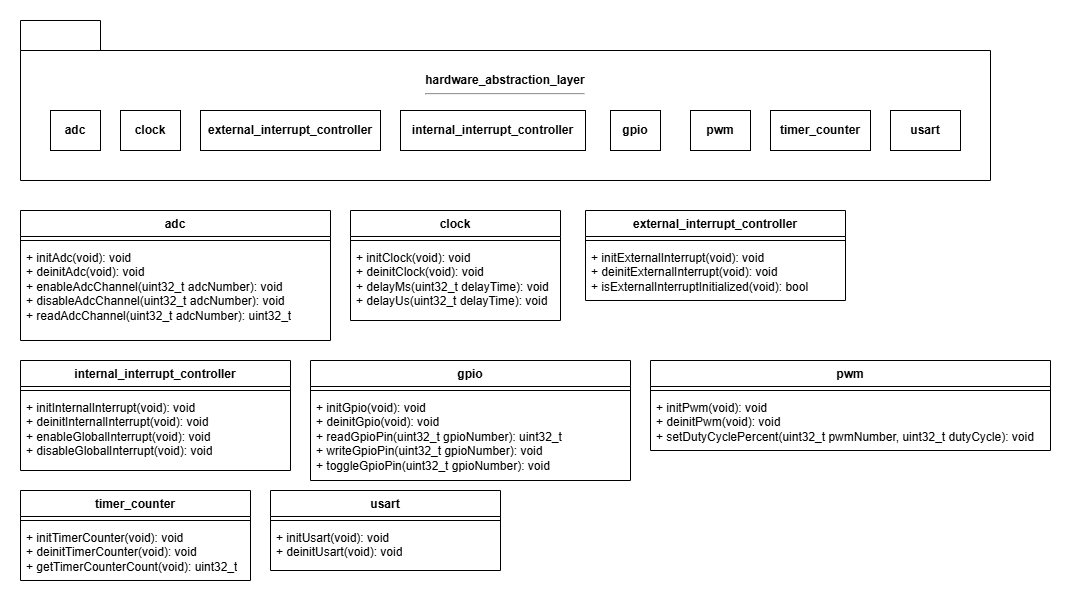 hardware_abstraction_layer
adc
clock
external_interrupt_controller
internal_interrupt_controller
gpio
pwm
timer_counter
usart
adc
+ initAdc(void): void
+ deinitAdc(void): void
+ enableAdcChannel(uint32_t adcNumber): void
+ disableAdcChannel(uint32_t adcNumber): void
+ readAdcChannel(uint32_t adcNumber): uint32_t
clock
+ initClock(void): void
+ deinitClock(void): void
+ delayMs(uint32_t delayTime): void
+ delayUs(uint32_t delayTime): void
external_interrupt_controller
+ initExternalInterrupt(void): void
+ deinitExternalInterrupt(void): void
+ isExternalInterruptInitialized(void): bool
internal_interrupt_controller
+ initInternalInterrupt(void): void
+ deinitInternalInterrupt(void): void
+ enableGlobalInterrupt(void): void
+ disableGlobalInterrupt(void): void
gpio
+ initGpio(void): void
+ deinitGpio(void): void
+ readGpioPin(uint32_t gpioNumber): uint32_t
+ writeGpioPin(uint32_t gpioNumber): void
+ toggleGpioPin(uint32_t gpioNumber): void
pwm
+ initPwm(void): void
+ deinitPwm(void): void
+ setDutyCyclePercent(uint32_t pwmNumber, uint32_t dutyCycle): void
timer_counter
+ initTimerCounter(void): void
+ deinitTimerCounter(void): void
+ getTimerCounterCount(void): uint32_t
usart
+ initUsart(void): void
+ deinitUsart(void): void